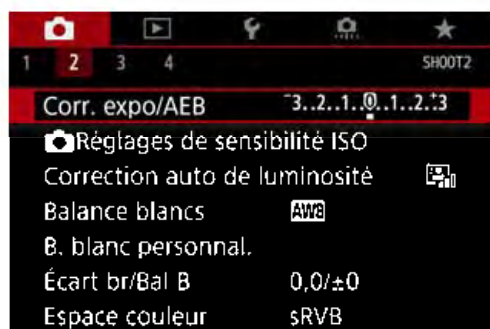 1 2 3 4 SHOOT2
Corr. expo/AEB -3..2..1..0..1..2..+3
Réglages de sensibilité ISO
Correction auto de luminosité
Balance blancs AWB
B. blanc personnal.
Écart br/Bal B 0,0/±0
Espace couleur sRVB